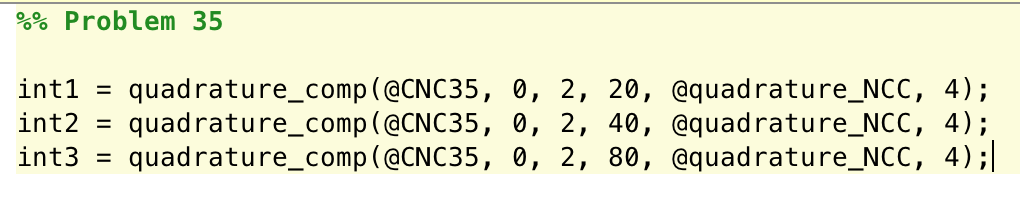 %% Problem 35
int1 = quadrature_comp(@CNC35, 0, 2, 20, @quadrature_NCC, 4);
int2 = quadrature_comp(@CNC35, 0, 2, 40, @quadrature_NCC, 4);
int3 = quadrature_comp(@CNC35, 0, 2, 80, @quadrature_NCC, 4);